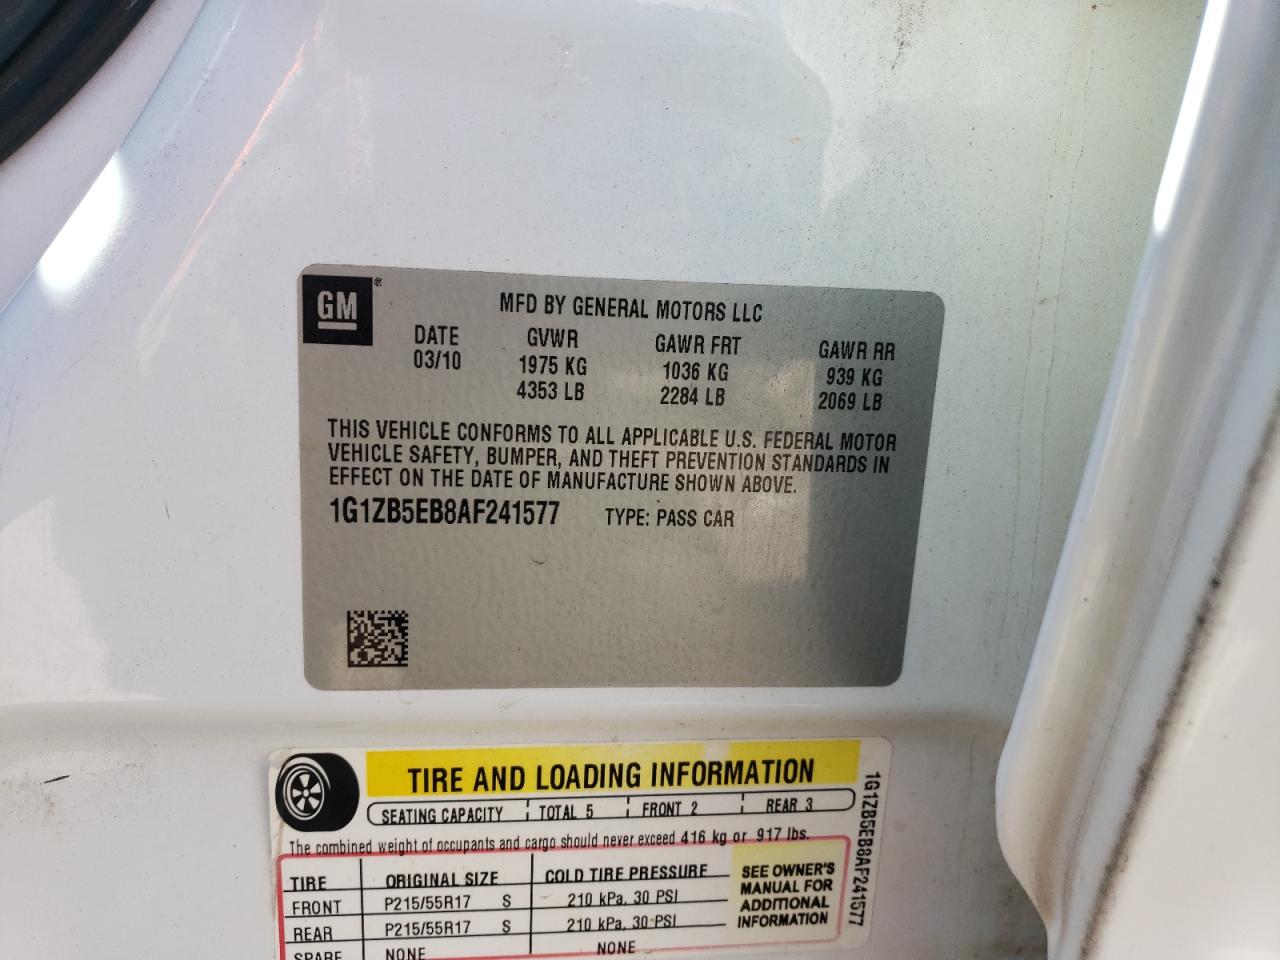 GM®
MFD BY GENERAL MOTORS LLC
DATE GVWR GAWR FRT GAWR RR
03/10 1975 KG 1036 KG 939 KG
4353 LB 2284 LB 2069 LB
THIS VEHICLE CONFORMS TO ALL APPLICABLE U.S. FEDERAL MOTOR
VEHICLE SAFETY, BUMPER, AND THEFT PREVENTION STANDARDS IN
EFFECT ON THE DATE OF MANUFACTURE SHOWN ABOVE.
1G1ZB5EB8AF241577 TYPE: PASS CAR
TIRE AND LOADING INFORMATION
SEATING CAPACITY TOTAL 5 FRONT 2 REAR 3
The combined weight of occupants and cargo should never exceed 416 kg or 917 lbs.
TIRE ORIGINAL SIZE COLD TIRE PRESSURE
FRONT P215/55R17 S 210 kPa, 30 PSI
REAR P215/55R17 S 210 kPa, 30 PSI
SPARE NONE NONE
SEE OWNER'S
MANUAL FOR
ADDITIONAL
INFORMATION
1G1ZB5EB8AF241577